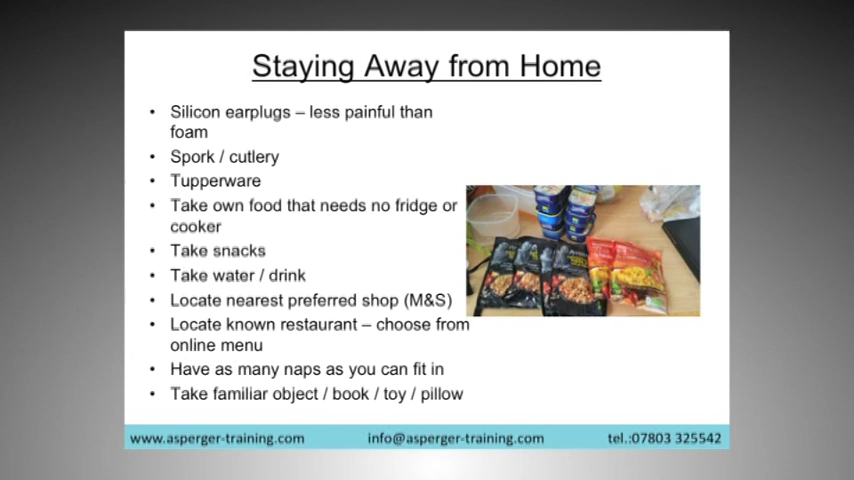 Staying Away from Home
• Silicon earplugs – less painful than
foam
• Spork / cutlery
• Tupperware
• Take own food that needs no fridge or
cooker
• Take snacks
• Take water / drink
• Locate nearest preferred shop (M&S)
• Locate known restaurant – choose from
online menu
• Have as many naps as you can fit in
• Take familiar object / book / toy / pillow
www.asperger-training.com info@asperger-training.com tel.:07803 325542